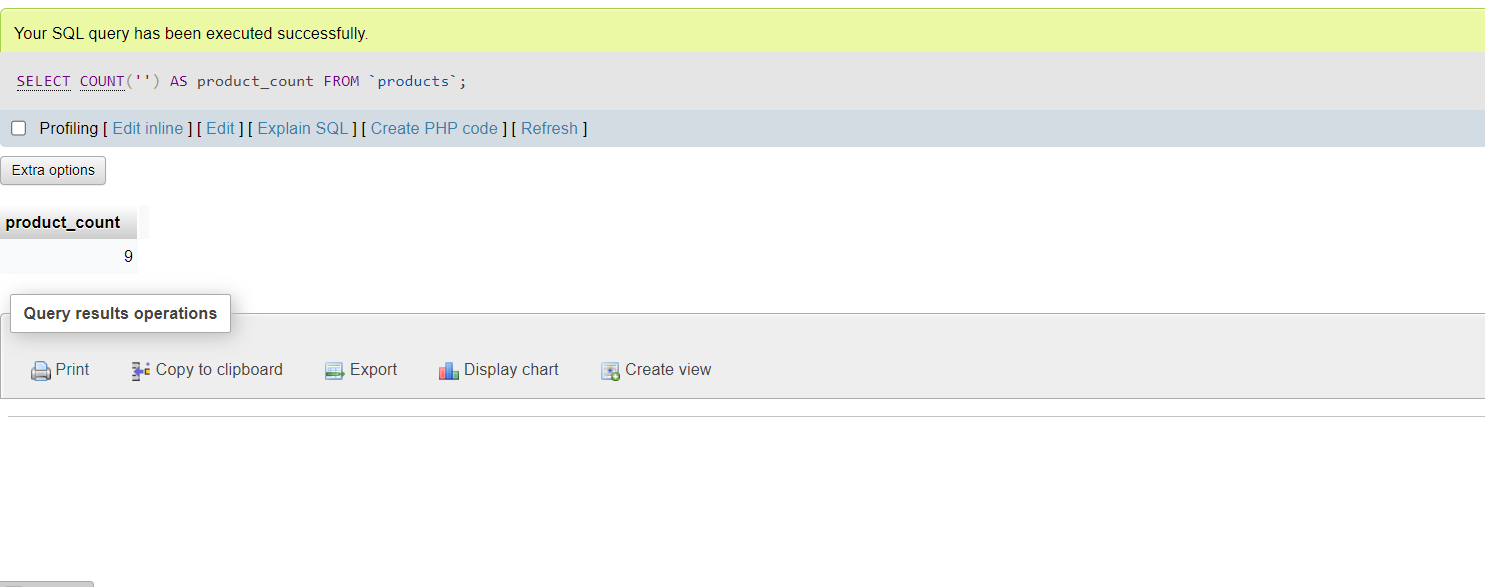 Your SQL query has been executed successfully.
SELECT COUNT('') AS product_count FROM `products`;
Profiling [ Edit inline ] [ Edit ] [ Explain SQL ] [ Create PHP code ] [ Refresh ]
Extra options
product_count
9
Query results operations
Print Copy to clipboard Export Display chart Create view